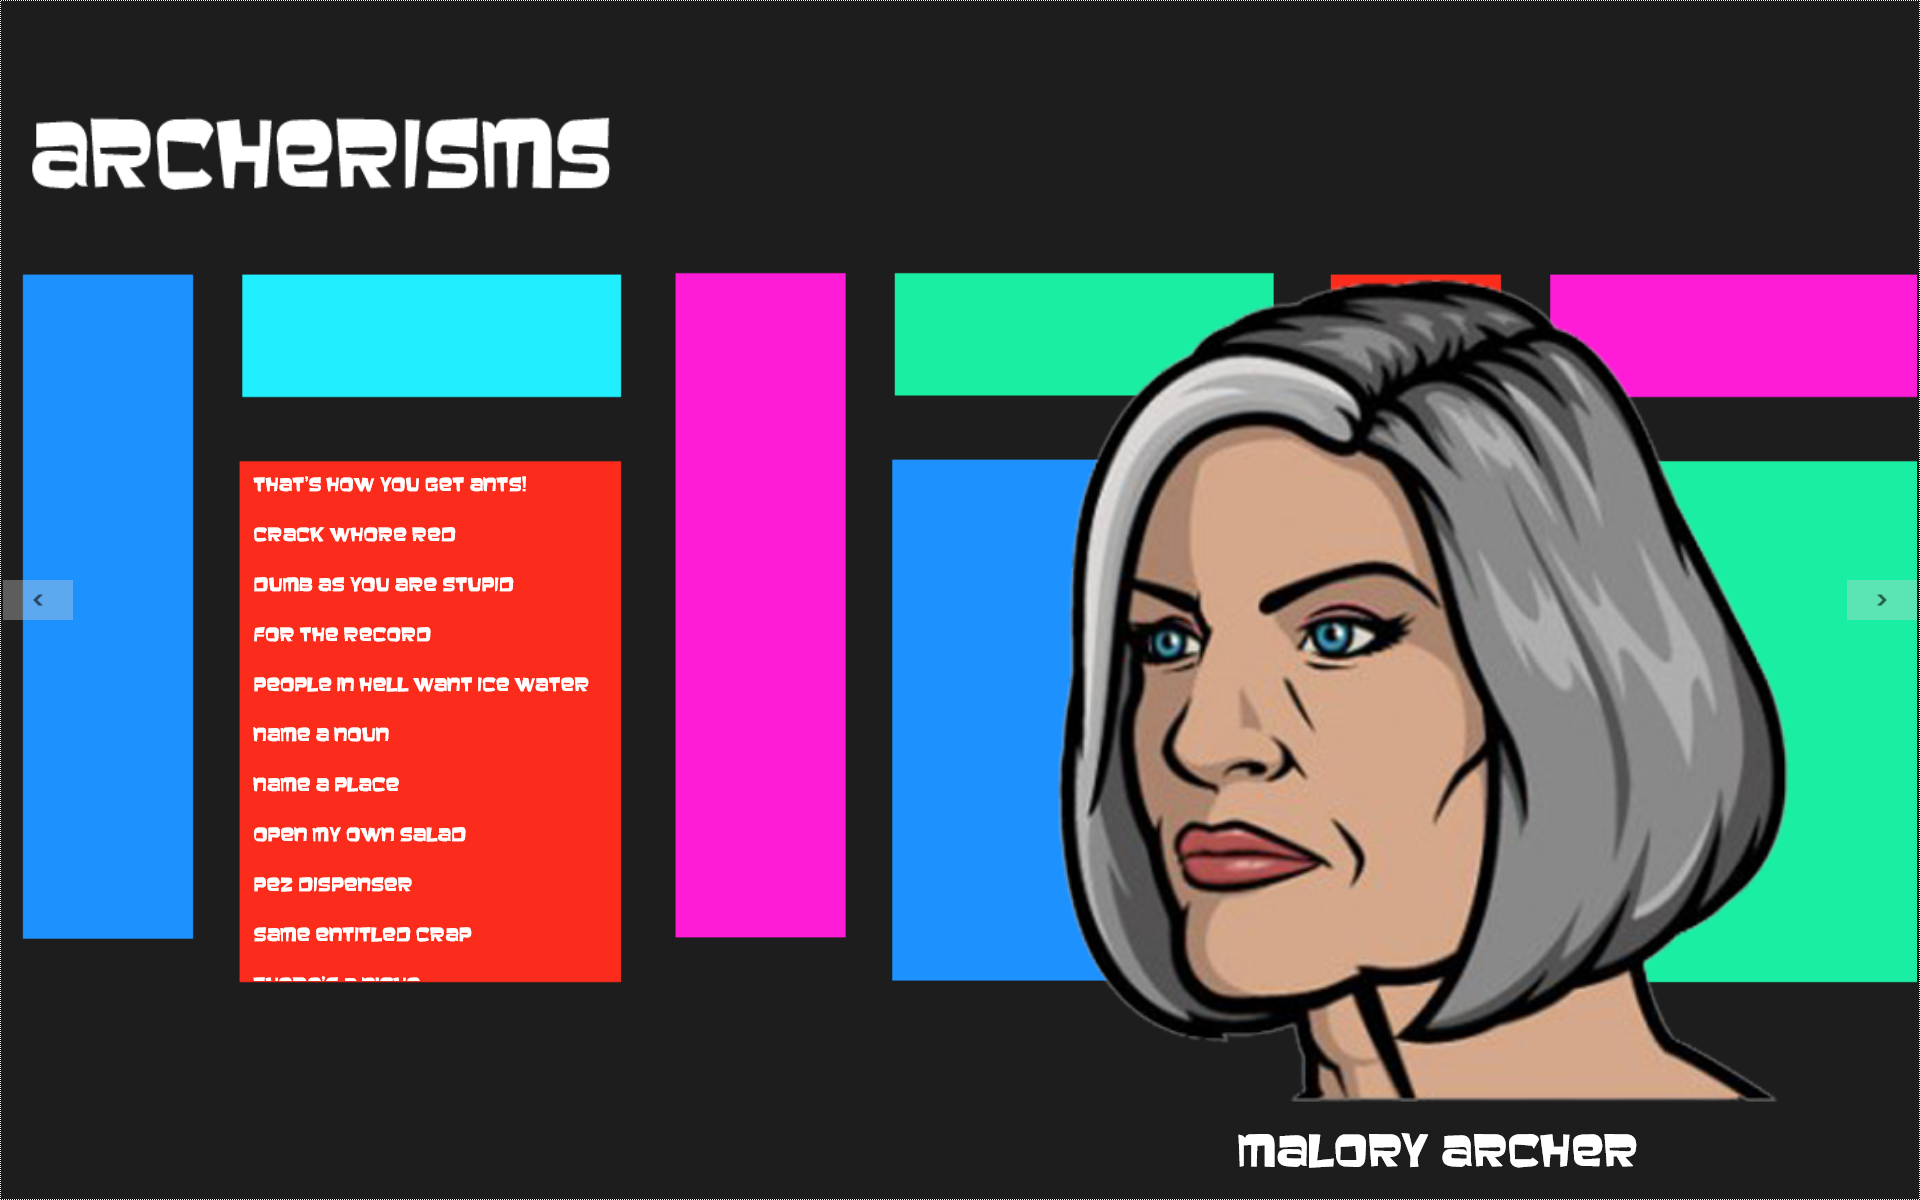 ARCHERISMS
THAT'S HOW YOU GET ANTS!
CRACK WHORE RED
DUMB AS YOU ARE STUPID
FOR THE RECORD
PEOPLE IN HELL WANT ICE WATER
NAME A NOUN
NAME A PLACE
OPEN MY OWN SALAD
PEZ DISPENSER
SAME ENTITLED CRAP
THERE'S A
MALORY ARCHER